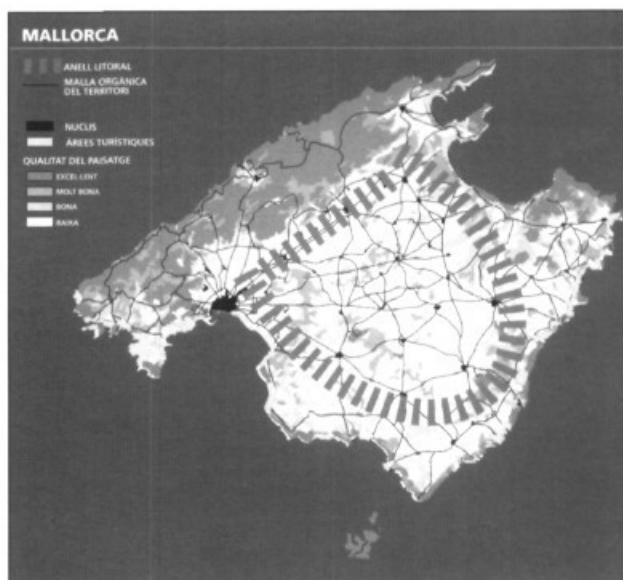 MALLORCA
ANELL LITORAL
MALLA ORGÀNICA
DEL TERRITORI
NUCLIS
ÀREES TURÍSTIQUES
QUALITAT DEL PAISATGE
EXCEL·LENT
MOLT BONA
BONA
BAIXA